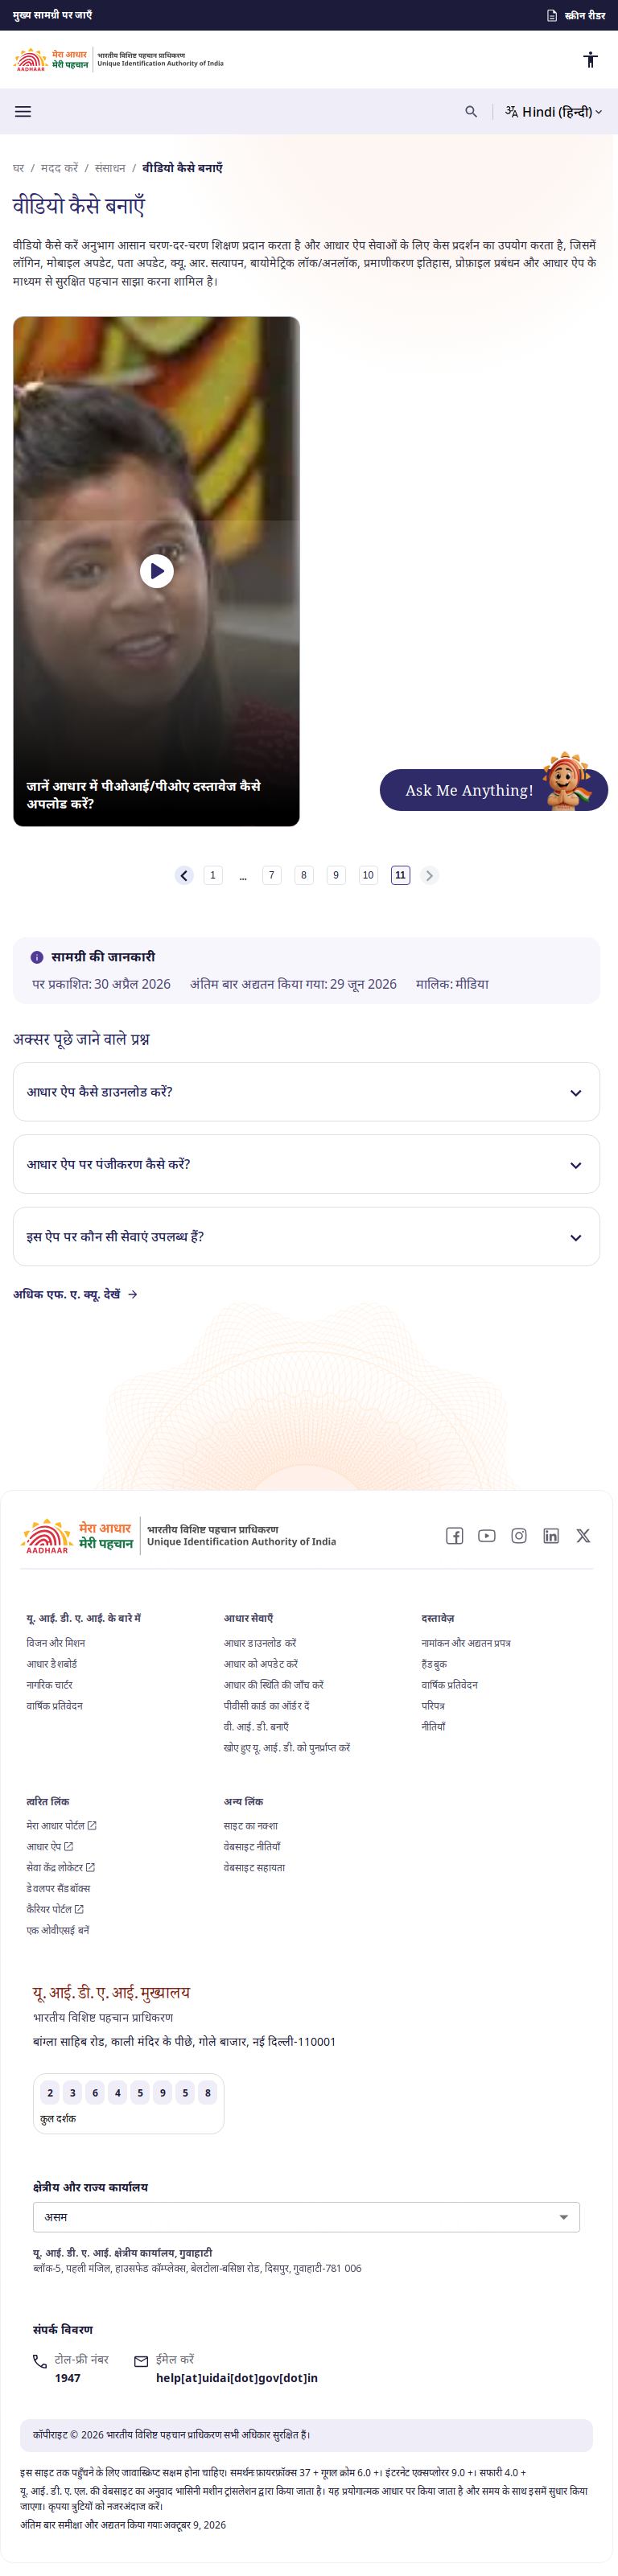 मुख्य सामग्री पर जाएँ
स्क्रीन रीडर
मेरा आधार
मेरी पहचान
AADHAAR
भारतीय विशिष्ट पहचान प्राधिकरण
Unique Identification Authority of India
Hindi (हिन्दी)
घर / मदद करें / संसाधन / वीडियो कैसे बनाएँ
वीडियो कैसे बनाएँ
वीडियो कैसे करें अनुभाग आसान चरण-दर-चरण शिक्षण प्रदान करता है और आधार ऐप सेवाओं के लिए केस प्रदर्शन का उपयोग करता है, जिसमें
लॉगिन, मोबाइल अपडेट, पता अपडेट, क्यू. आर. सत्यापन, बायोमेट्रिक लॉक/अनलॉक, प्रमाणीकरण इतिहास, प्रोफ़ाइल प्रबंधन और आधार ऐप के
माध्यम से सुरक्षित पहचान साझा करना शामिल है।
जानें आधार में पीओआई/पीओए दस्तावेज कैसे
अपलोड करें?
Ask Me Anything!
1 ... 7 8 9 10 11
सामग्री की जानकारी
पर प्रकाशित: 30 अप्रैल 2026 अंतिम बार अद्यतन किया गया: 29 जून 2026 मालिक: मीडिया
अक्सर पूछे जाने वाले प्रश्न
आधार ऐप कैसे डाउनलोड करें?
आधार ऐप पर पंजीकरण कैसे करें?
इस ऐप पर कौन सी सेवाएं उपलब्ध हैं?
अधिक एफ. ए. क्यू. देखें
मेरा आधार
मेरी पहचान
AADHAAR
भारतीय विशिष्ट पहचान प्राधिकरण
Unique Identification Authority of India
यू. आई. डी. ए. आई. के बारे में
विजन और मिशन
आधार डैशबोर्ड
नागरिक चार्टर
वार्षिक प्रतिवेदन
आधार सेवाएँ
आधार डाउनलोड करें
आधार को अपडेट करें
आधार की स्थिति की जाँच करें
पीवीसी कार्ड का ऑर्डर दें
वी. आई. डी. बनाएँ
खोए हुए यू. आई. डी. को पुनर्प्राप्त करें
दस्तावेज़
नामांकन और अद्यतन प्रपत्र
हैंडबुक
वार्षिक प्रतिवेदन
परिपत्र
नीतियाँ
त्वरित लिंक
मेरा आधार पोर्टल
आधार ऐप
सेवा केंद्र लोकेटर
डेवलपर सैंडबॉक्स
कैरियर पोर्टल
एक ओवीएसई बनें
अन्य लिंक
साइट का नक्शा
वेबसाइट नीतियाँ
वेबसाइट सहायता
यू. आई. डी. ए. आई. मुख्यालय
भारतीय विशिष्ट पहचान प्राधिकरण
बांग्ला साहिब रोड, काली मंदिर के पीछे, गोले बाजार, नई दिल्ली-110001
2 3 6 4 5 9 5 8
कुल दर्शक
क्षेत्रीय और राज्य कार्यालय
असम
यू. आई. डी. ए. आई. क्षेत्रीय कार्यालय, गुवाहाटी
ब्लॉक-5, पहली मंजिल, हाउसफेड कॉम्प्लेक्स, बेलटोला-बसिष्ठा रोड, दिसपुर, गुवाहाटी-781 006
संपर्क विवरण
टोल-फ्री नंबर
1947
ईमेल करें
help[at]uidai[dot]gov[dot]in
कॉपीराइट © 2026 भारतीय विशिष्ट पहचान प्राधिकरण सभी अधिकार सुरक्षित हैं।
इस साइट तक पहुँचने के लिए जावास्क्रिप्ट सक्षम होना चाहिए। समर्थनः फ़ायरफ़ॉक्स 37 + गूगल क्रोम 6.0 +। इंटरनेट एक्सप्लोरर 9.0 +। सफारी 4.0 +
यू. आई. डी. ए. एल. की वेबसाइट का अनुवाद भासिनी मशीन ट्रांसलेशन द्वारा किया जाता है। यह प्रयोगात्मक आधार पर किया जाता है और समय के साथ इसमें सुधार किया
जाएगा। कृपया त्रुटियों को नजरअंदाज करें।
अंतिम बार समीक्षा और अद्यतन किया गयाः अक्टूबर 9, 2026